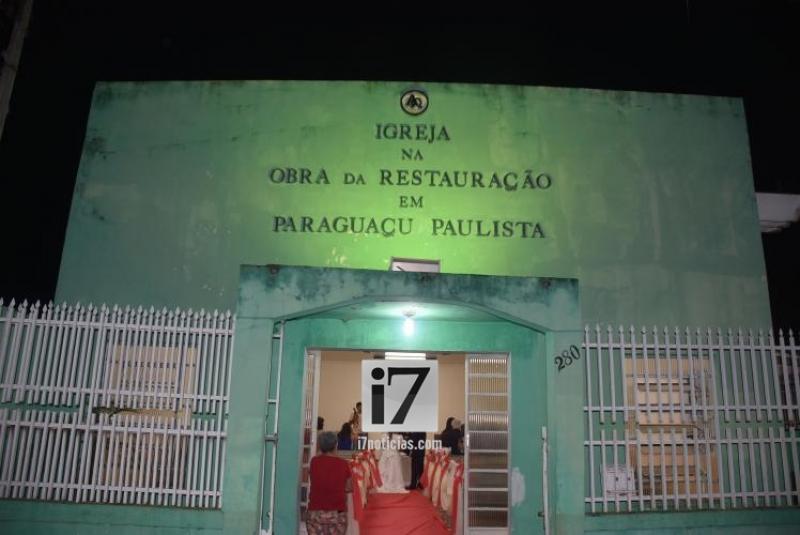 IGREJA
NA
OBRA DA RESTAURAÇÃO
EM
PARAGUAÇU PAULISTA
280
i7
i7noticias.com